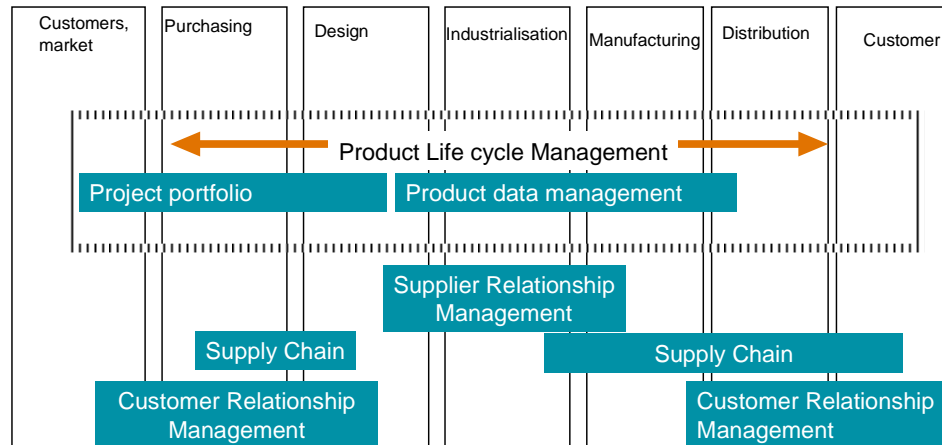 Customers,
market
Purchasing
Design
Industrialisation
Manufacturing
Distribution
Customer
Product Life cycle Management
Project portfolio
Product data management
Supplier Relationship
Management
Supply Chain
Supply Chain
Customer Relationship
Management
Customer Relationship
Management